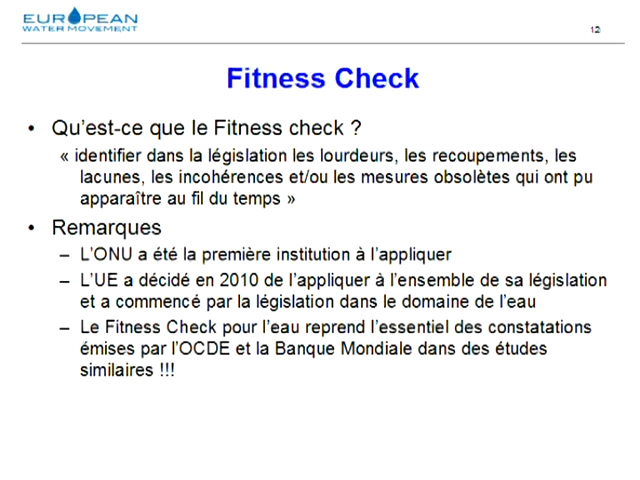 EUROPEAN
WATER MOVEMENT
12
Fitness Check
• Qu'est-ce que le Fitness check ?
« identifier dans la législation les lourdeurs, les recoupements, les
lacunes, les incohérences et/ou les mesures obsolètes qui ont pu
apparaître au fil du temps »
• Remarques
– L'ONU a été la première institution à l'appliquer
– L'UE a décidé en 2010 de l'appliquer à l'ensemble de sa législation
et a commencé par la législation dans le domaine de l'eau
– Le Fitness Check pour l'eau reprend l'essentiel des constatations
émises par l'OCDE et la Banque Mondiale dans des études
similaires !!!